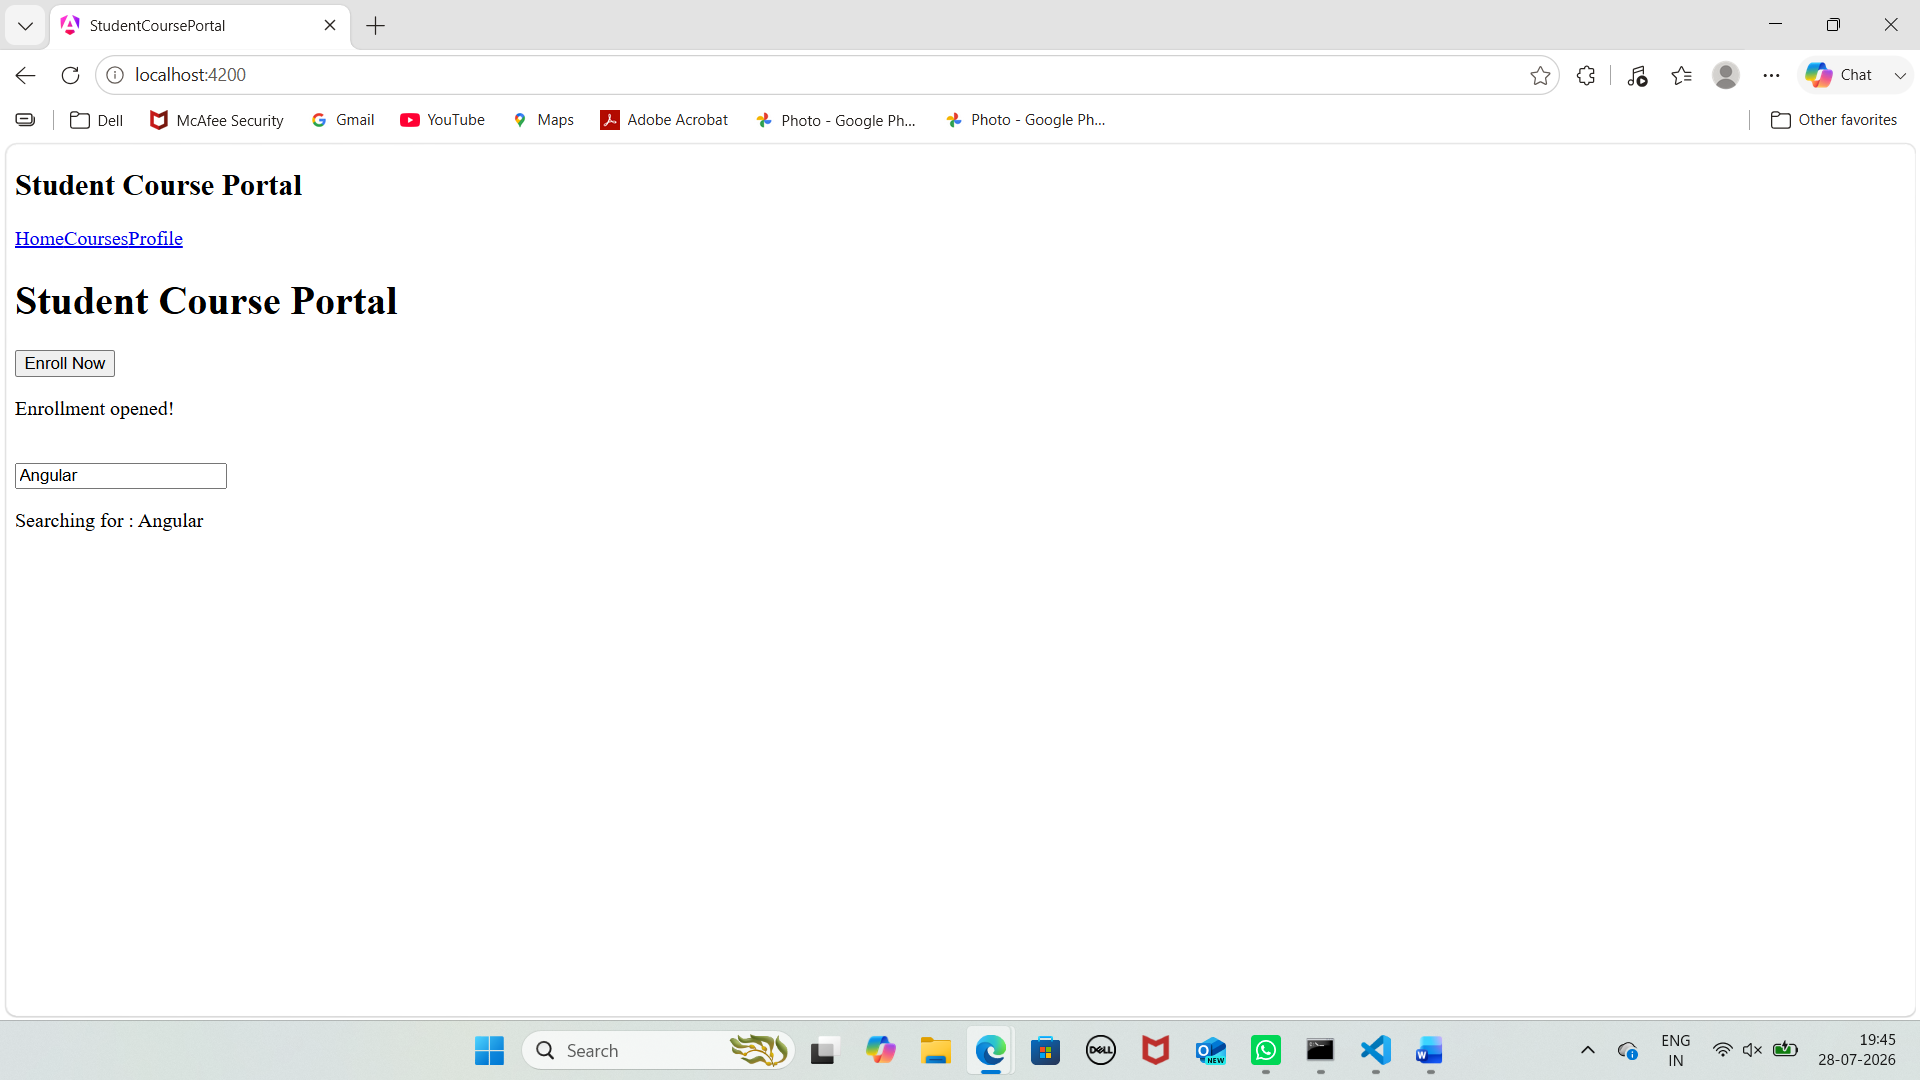 StudentCoursePortal
localhost:4200
Chat
Dell
McAfee Security
Gmail
YouTube
Maps
Adobe Acrobat
Photo - Google Ph...
Photo - Google Ph...
Other favorites
Student Course Portal
HomeCoursesProfile
Student Course Portal
Enroll Now
Enrollment opened!
Angular
Searching for : Angular
Search
DELL
NEW
ENG
IN
19:45
28-07-2026